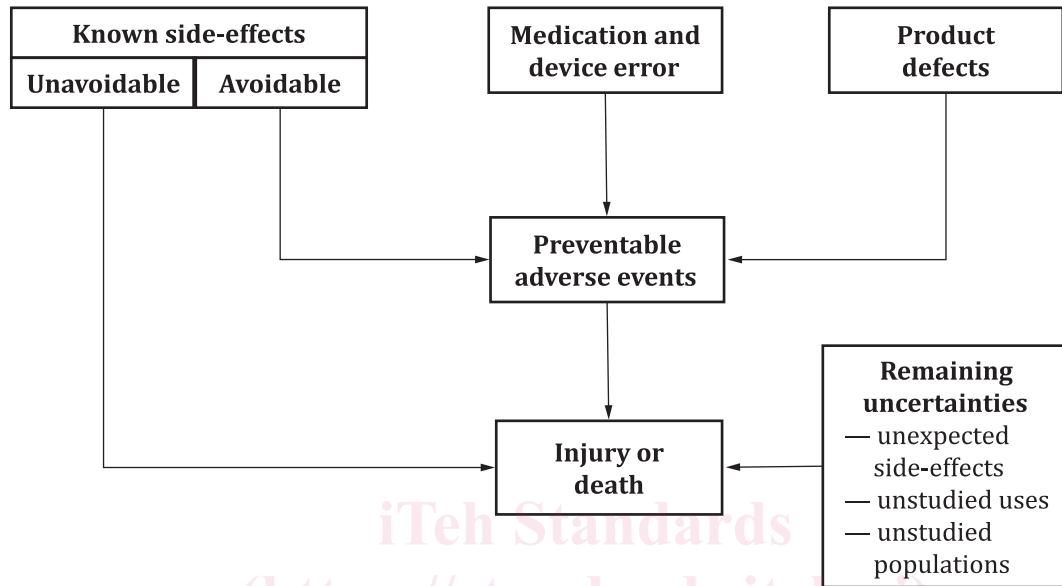 Known side-effects
Unavoidable
Avoidable
Medication and
device error
Product
defects
Preventable
adverse events
Injury or
death
Remaining
uncertainties
— unexpected
side-effects
— unstudied uses
— unstudied
populations
iTeh Standards